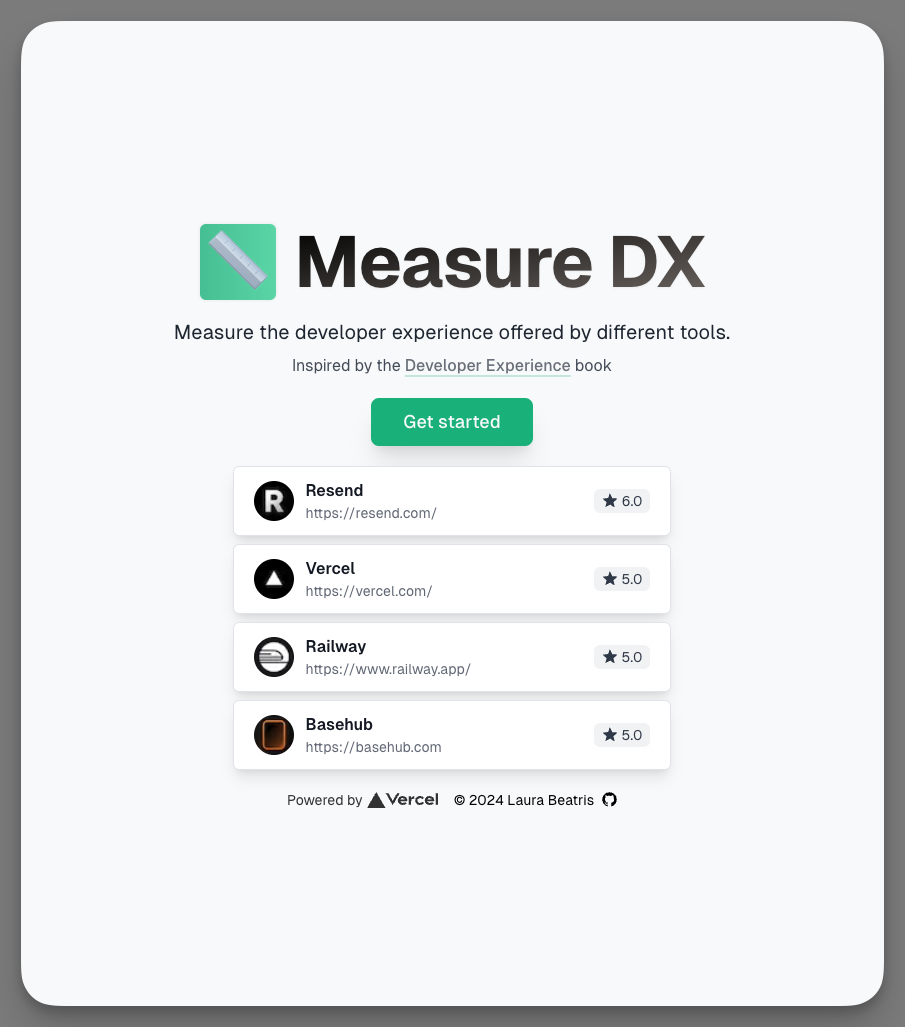 Measure DX
Measure the developer experience offered by different tools.
Inspired by the Developer Experience book
Get started
R
Resend
https://resend.com/
6.0
Vercel
https://vercel.com/
5.0
Railway
https://www.railway.app/
5.0
Basehub
https://basehub.com
5.0
Powered by Vercel © 2024 Laura Beatris